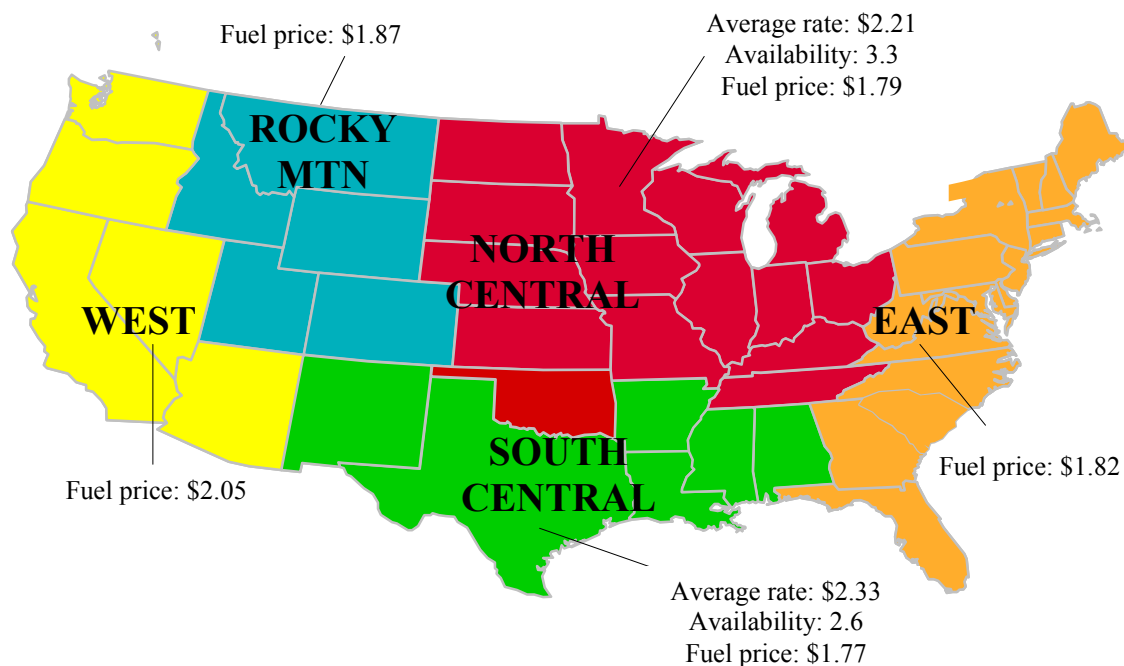 Fuel price: $1.87
Average rate: $2.21
Availability: 3.3
Fuel price: $1.79
ROCKY
MTN
NORTH
CENTRAL
WEST
EAST
SOUTH
CENTRAL
Fuel price: $2.05
Fuel price: $1.82
Average rate: $2.33
Availability: 2.6
Fuel price: $1.77